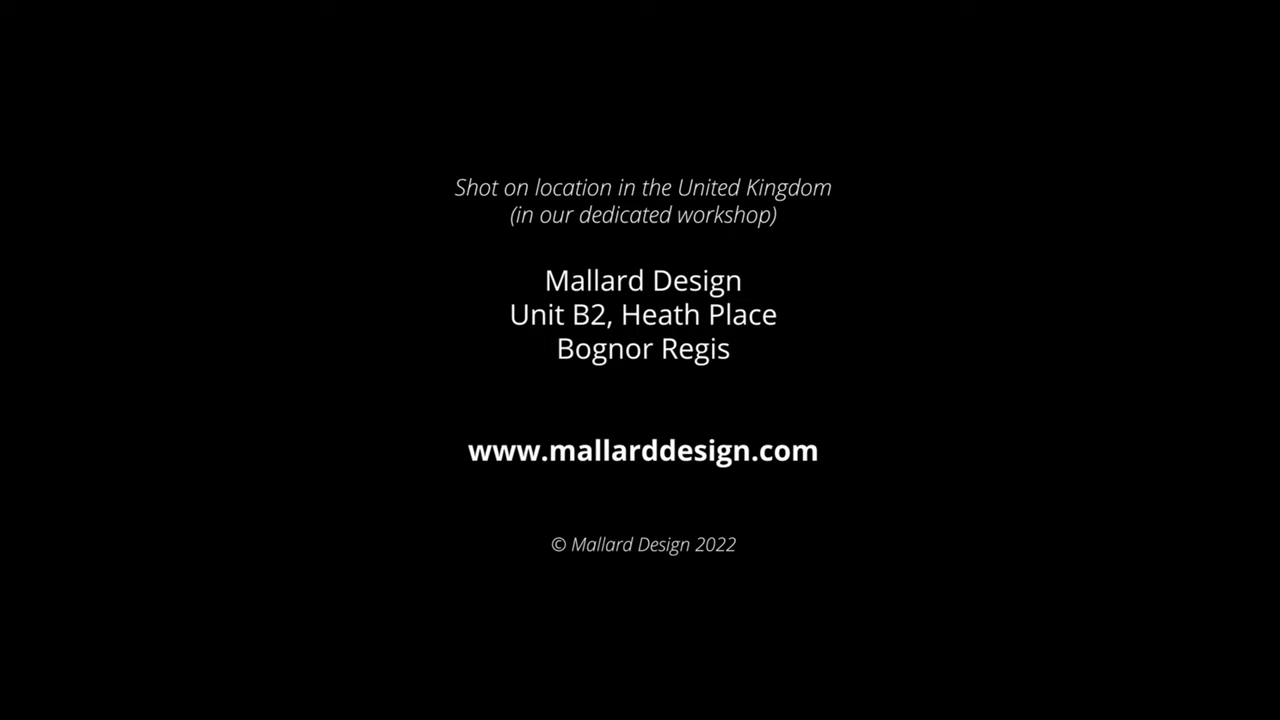 Shot on location in the United Kingdom
(in our dedicated workshop)
Mallard Design
Unit B2, Heath Place
Bognor Regis
www.mallarddesign.com
© Mallard Design 2022